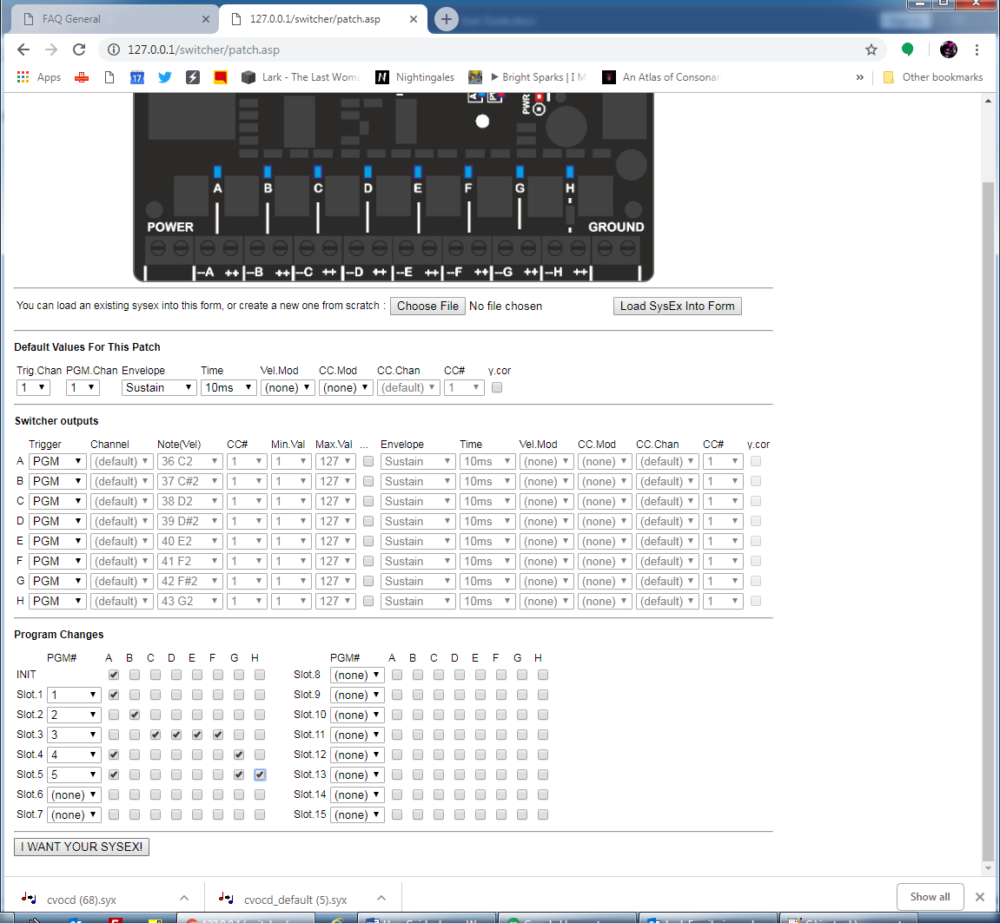 FAQ General
127.0.0.1/switcher/patch.asp
127.0.0.1/switcher/patch.asp
Apps
17
Lark - The Last Woma
N Nightingales
Bright Sparks | I M
An Atlas of Consonan
» Other bookmarks
PWR
A B C D E F G H
POWER GROUND
--A ++ --B ++ --C ++ --D ++ --E ++ --F ++ --G ++ --H ++
You can load an existing sysex into this form, or create a new one from scratch : Choose File No file chosen Load SysEx Into Form
Default Values For This Patch
Trig.Chan PGM.Chan Envelope Time Vel.Mod CC.Mod CC.Chan CC# y.cor
1 1 Sustain 10ms (none) (none) (default) 1
Switcher outputs
Trigger Channel Note(Vel) CC# Min.Val Max.Val ... Envelope Time Vel.Mod CC.Mod CC.Chan CC# y.cor
A PGM (default) 36 C2 1 1 127 Sustain 10ms (none) (none) (default) 1
B PGM (default) 37 C#2 1 1 127 Sustain 10ms (none) (none) (default) 1
C PGM (default) 38 D2 1 1 127 Sustain 10ms (none) (none) (default) 1
D PGM (default) 39 D#2 1 1 127 Sustain 10ms (none) (none) (default) 1
E PGM (default) 40 E2 1 1 127 Sustain 10ms (none) (none) (default) 1
F PGM (default) 41 F2 1 1 127 Sustain 10ms (none) (none) (default) 1
G PGM (default) 42 F#2 1 1 127 Sustain 10ms (none) (none) (default) 1
H PGM (default) 43 G2 1 1 127 Sustain 10ms (none) (none) (default) 1
Program Changes
PGM# A B C D E F G H PGM# A B C D E F G H
INIT Slot.8 (none)
Slot.1 1 Slot.9 (none)
Slot.2 2 Slot.10 (none)
Slot.3 3 Slot.11 (none)
Slot.4 4 Slot.12 (none)
Slot.5 5 Slot.13 (none)
Slot.6 (none) Slot.14 (none)
Slot.7 (none) Slot.15 (none)
I WANT YOUR SYSEX!
cvocd (68).syx
cvocd_default (5).syx
Show all